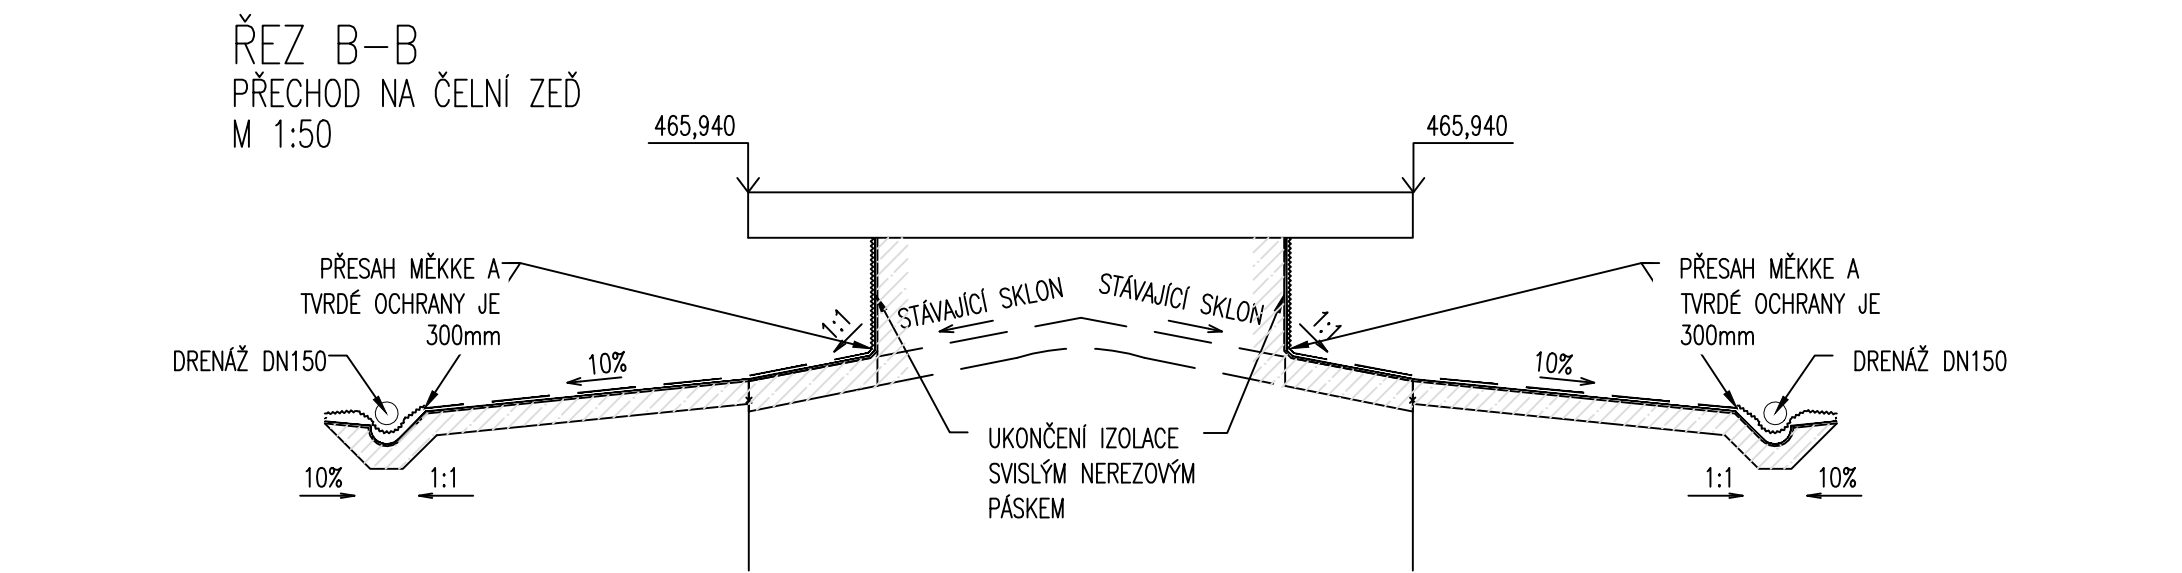 ŘEZ B-B
PŘECHOD NA ČELNÍ ZEĎ
M 1:50
465,940
465,940
PŘESAH MĚKKE A
TVRDÉ OCHRANY JE
300mm
DRENÁŽ DN150
10%
1:1
STÁVAJÍCÍ SKLON
STÁVAJÍCÍ SKLON
1:1
10%
PŘESAH MĚKKE A
TVRDÉ OCHRANY JE
300mm
DRENÁŽ DN150
UKONČENÍ IZOLACE
SVISLÝM NEREZOVÝM
PÁSKEM
10%
1:1
1:1
10%